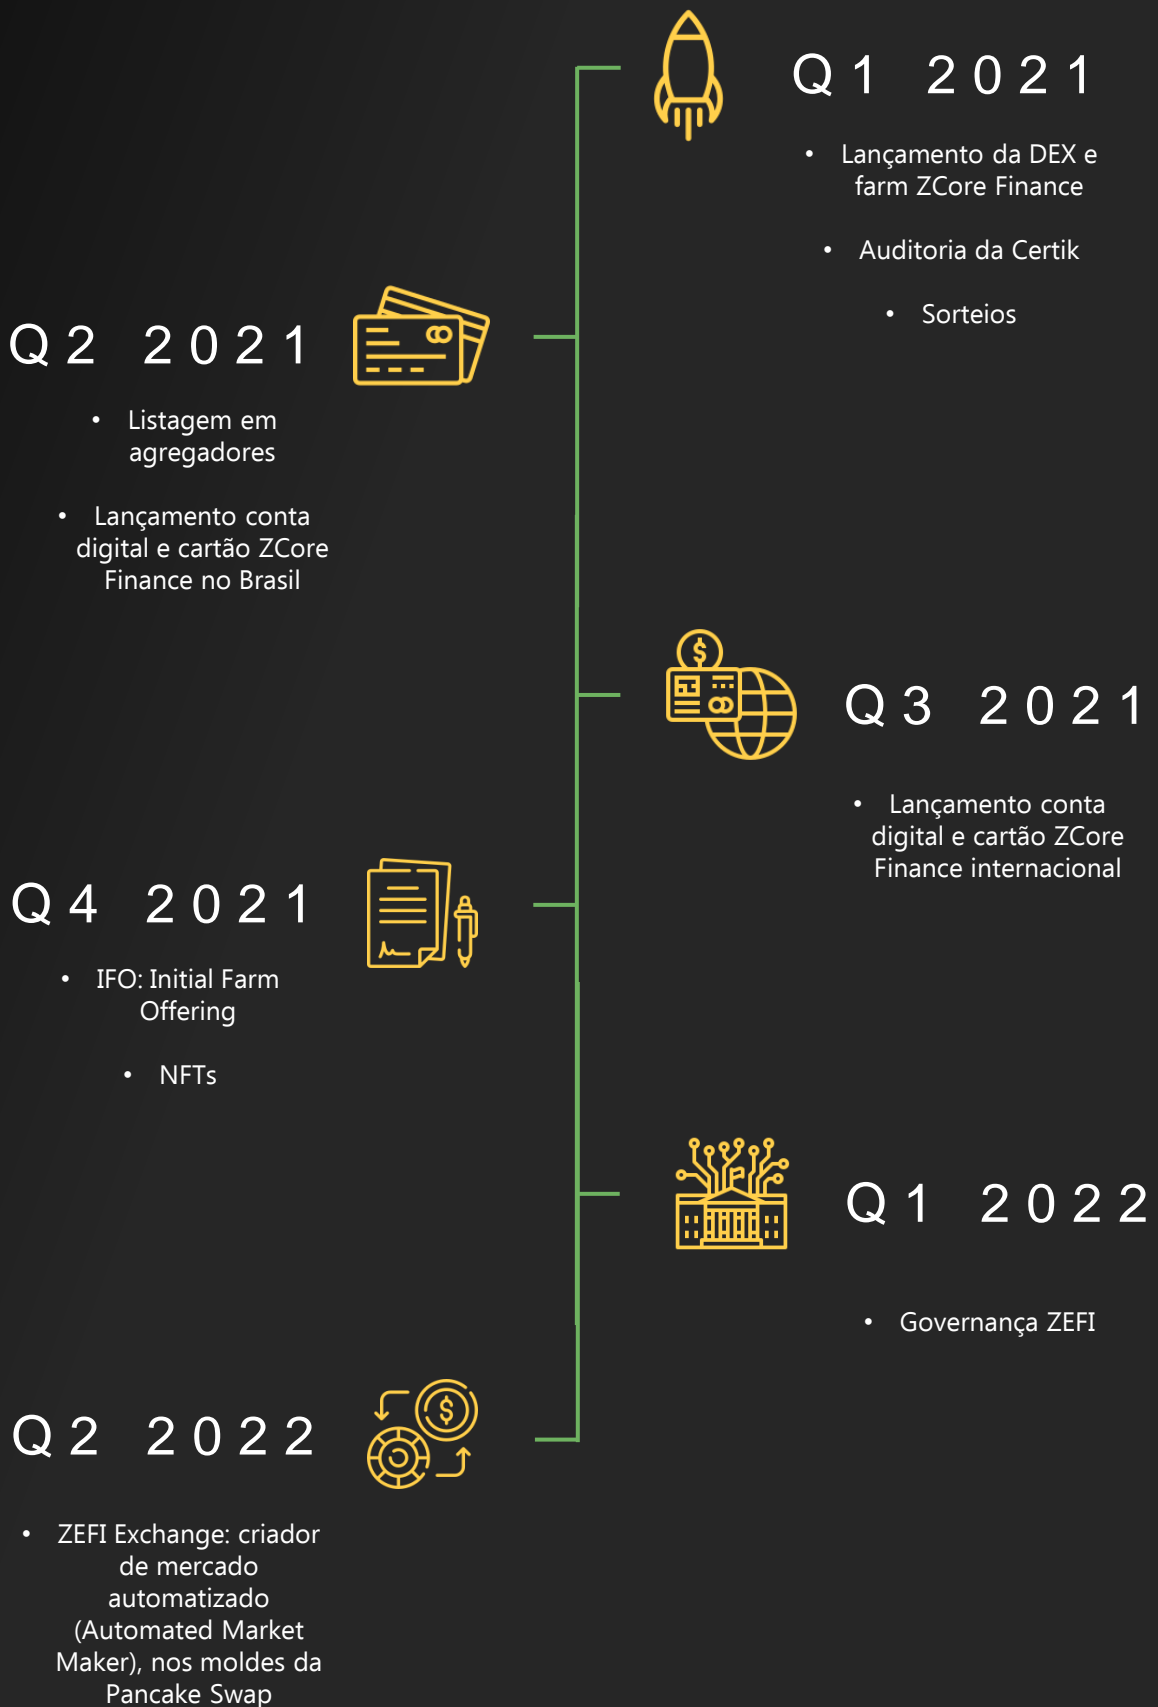 Q1 2021
• Lançamento da DEX e
farm ZCore Finance
• Auditoria da Certik
• Sorteios
Q2 2021
• Listagem em
agregadores
• Lançamento conta
digital e cartão ZCore
Finance no Brasil
Q3 2021
• Lançamento conta
digital e cartão ZCore
Finance internacional
Q4 2021
• IFO: Initial Farm
Offering
• NFTs
Q1 2022
• Governança ZEFI
Q2 2022
• ZEFI Exchange: criador
de mercado
automatizado
(Automated Market
Maker), nos moldes da
Pancake Swap